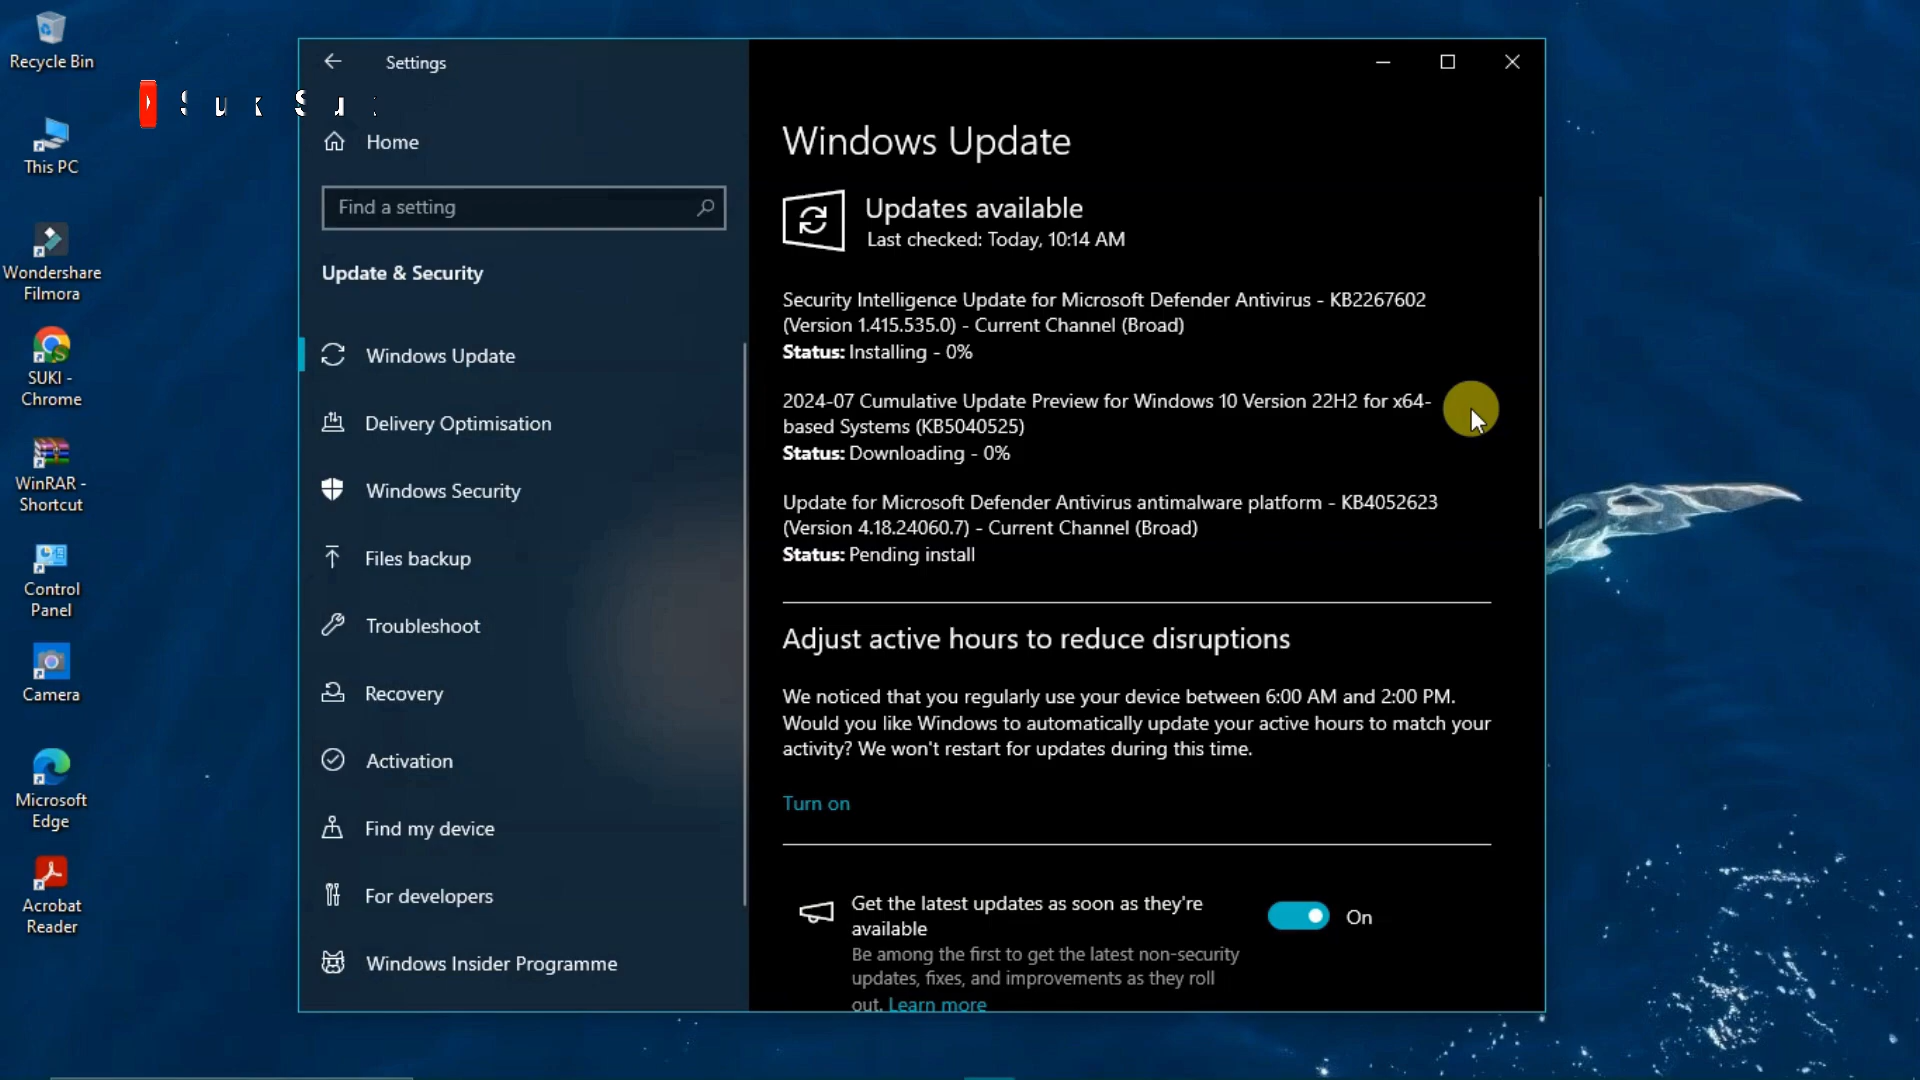 Recycle Bin
This PC
Wondershare
Filmora
SUKI -
Chrome
WinRAR -
Shortcut
Control
Panel
Camera
Microsoft
Edge
Acrobat
Reader
Settings
Home
Find a setting
Update & Security
Windows Update
Delivery Optimisation
Windows Security
Files backup
Troubleshoot
Recovery
Activation
Find my device
For developers
Windows Insider Programme
Windows Update
Updates available
Last checked: Today, 10:14 AM
Security Intelligence Update for Microsoft Defender Antivirus - KB2267602
(Version 1.415.535.0) - Current Channel (Broad)
Status: Installing - 0%
2024-07 Cumulative Update Preview for Windows 10 Version 22H2 for x64-
based Systems (KB5040525)
Status: Downloading - 0%
Update for Microsoft Defender Antivirus antimalware platform - KB4052623
(Version 4.18.24060.7) - Current Channel (Broad)
Status: Pending install
Adjust active hours to reduce disruptions
We noticed that you regularly use your device between 6:00 AM and 2:00 PM.
Would you like Windows to automatically update your active hours to match your
activity? We won't restart for updates during this time.
Turn on
Get the latest updates as soon as they're
available
On
Be among the first to get the latest non-security
updates, fixes, and improvements as they roll
out. Learn more